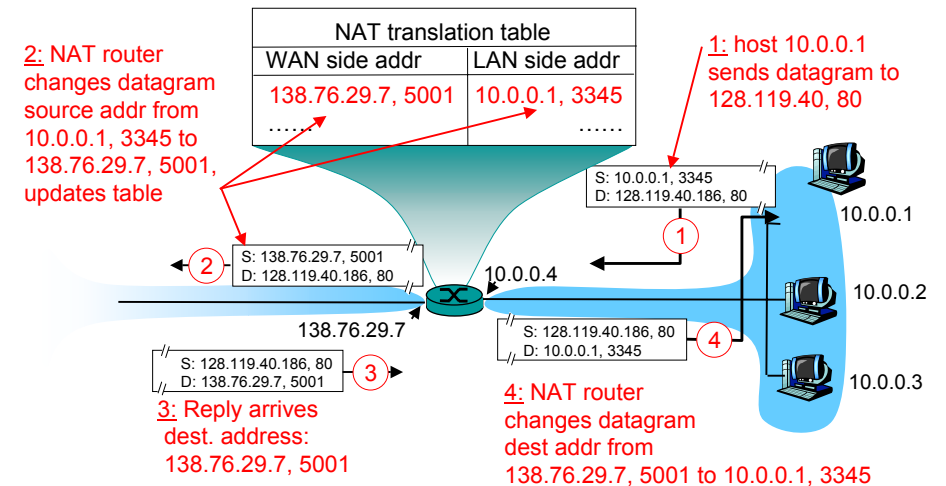 NAT translation table
WAN side addr LAN side addr
138.76.29.7, 5001 10.0.0.1, 3345
...... ......
2: NAT router
changes datagram
source addr from
10.0.0.1, 3345 to
138.76.29.7, 5001,
updates table
1: host 10.0.0.1
sends datagram to
128.119.40, 80
S: 10.0.0.1, 3345
D: 128.119.40.186, 80
1
10.0.0.1
S: 138.76.29.7, 5001
D: 128.119.40.186, 80
2
10.0.0.4
10.0.0.2
138.76.29.7
S: 128.119.40.186, 80
D: 10.0.0.1, 3345
4
S: 128.119.40.186, 80
D: 138.76.29.7, 5001
3
10.0.0.3
3: Reply arrives
dest. address:
138.76.29.7, 5001
4: NAT router
changes datagram
dest addr from
138.76.29.7, 5001 to 10.0.0.1, 3345